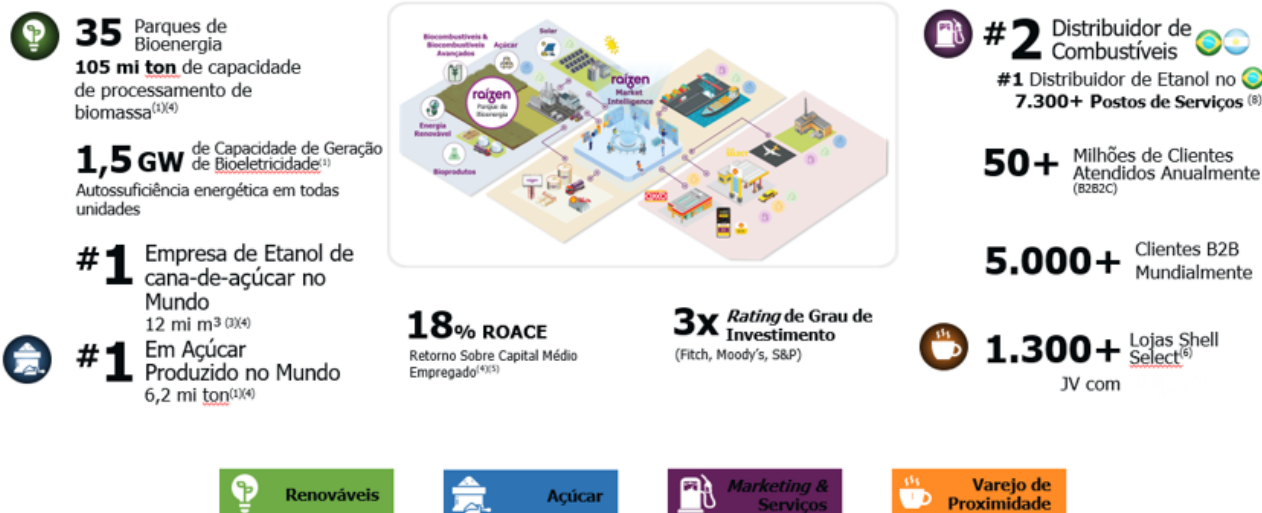 35 Parques de
Bioenergia
105 mi ton de capacidade
de processamento de
biomassa(1)(4)
1,5 GW de Capacidade de Geração
de Bioeletricidade(1)
Autossuficiência energética em todas
unidades
#1 Empresa de Etanol de
cana-de-açúcar no
Mundo
12 mi m³ (3)(4)
#1 Em Açúcar
Produzido no Mundo
6,2 mi ton(1)(4)
Biocombustíveis &
Biocombustíveis
Avançados
Açúcar
Solar
raízen
Parque de
Bioenergia
raízen
Market
Intelligence
Energia
Renovável
Bioprodutos
OXXO
18% ROACE
Retorno Sobre Capital Médio
Empregado(4)(5)
3x Rating de Grau de
Investimento
(Fitch, Moody's, S&P)
#2 Distribuidor de
Combustíveis
#1 Distribuidor de Etanol no
7.300+ Postos de Serviços (8)
50+ Milhões de Clientes
Atendidos Anualmente
(B2B2C)
5.000+ Clientes B2B
Mundialmente
1.300+ Lojas Shell
Select(6)
JV com
Renováveis
Açúcar
Marketing &
Serviços
Varejo de
Proximidade